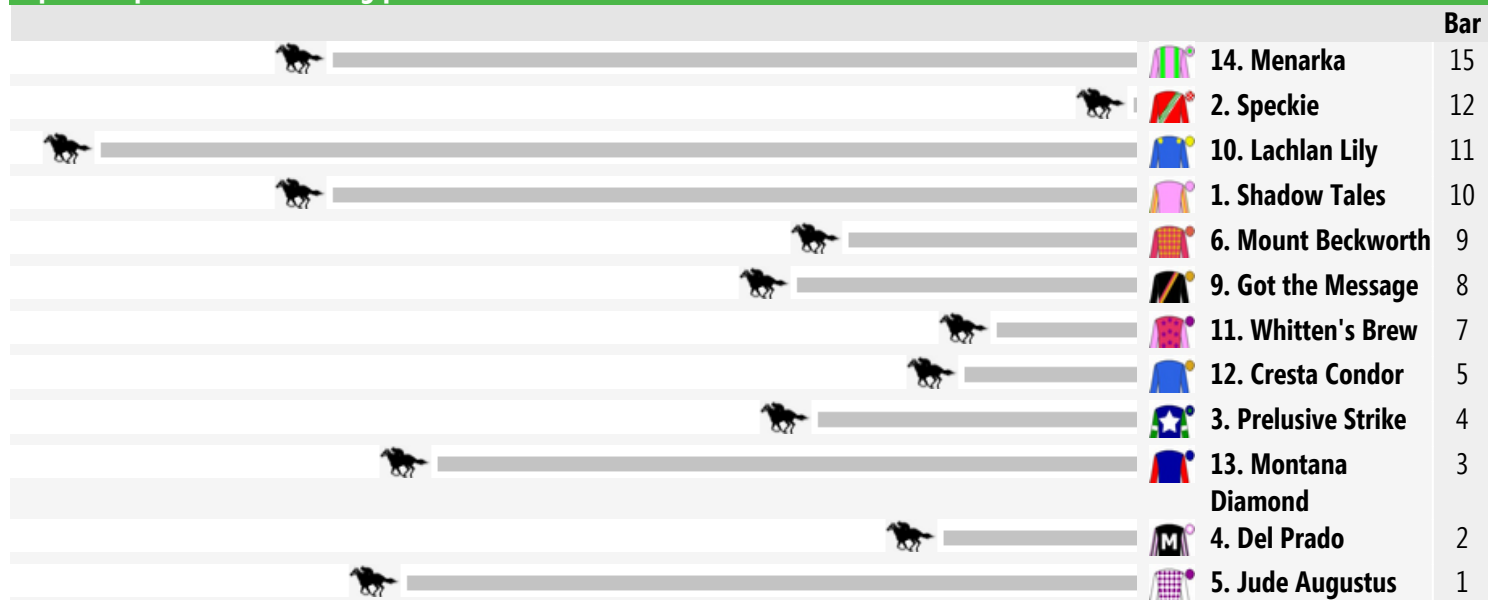 Bar
14. Menarka 15
2. Speckie 12
10. Lachlan Lily 11
1. Shadow Tales 10
6. Mount Beckworth 9
9. Got the Message 8
11. Whitten's Brew 7
12. Cresta Condor 5
3. Prelusive Strike 4
13. Montana 3
Diamond
M 4. Del Prado 2
5. Jude Augustus 1